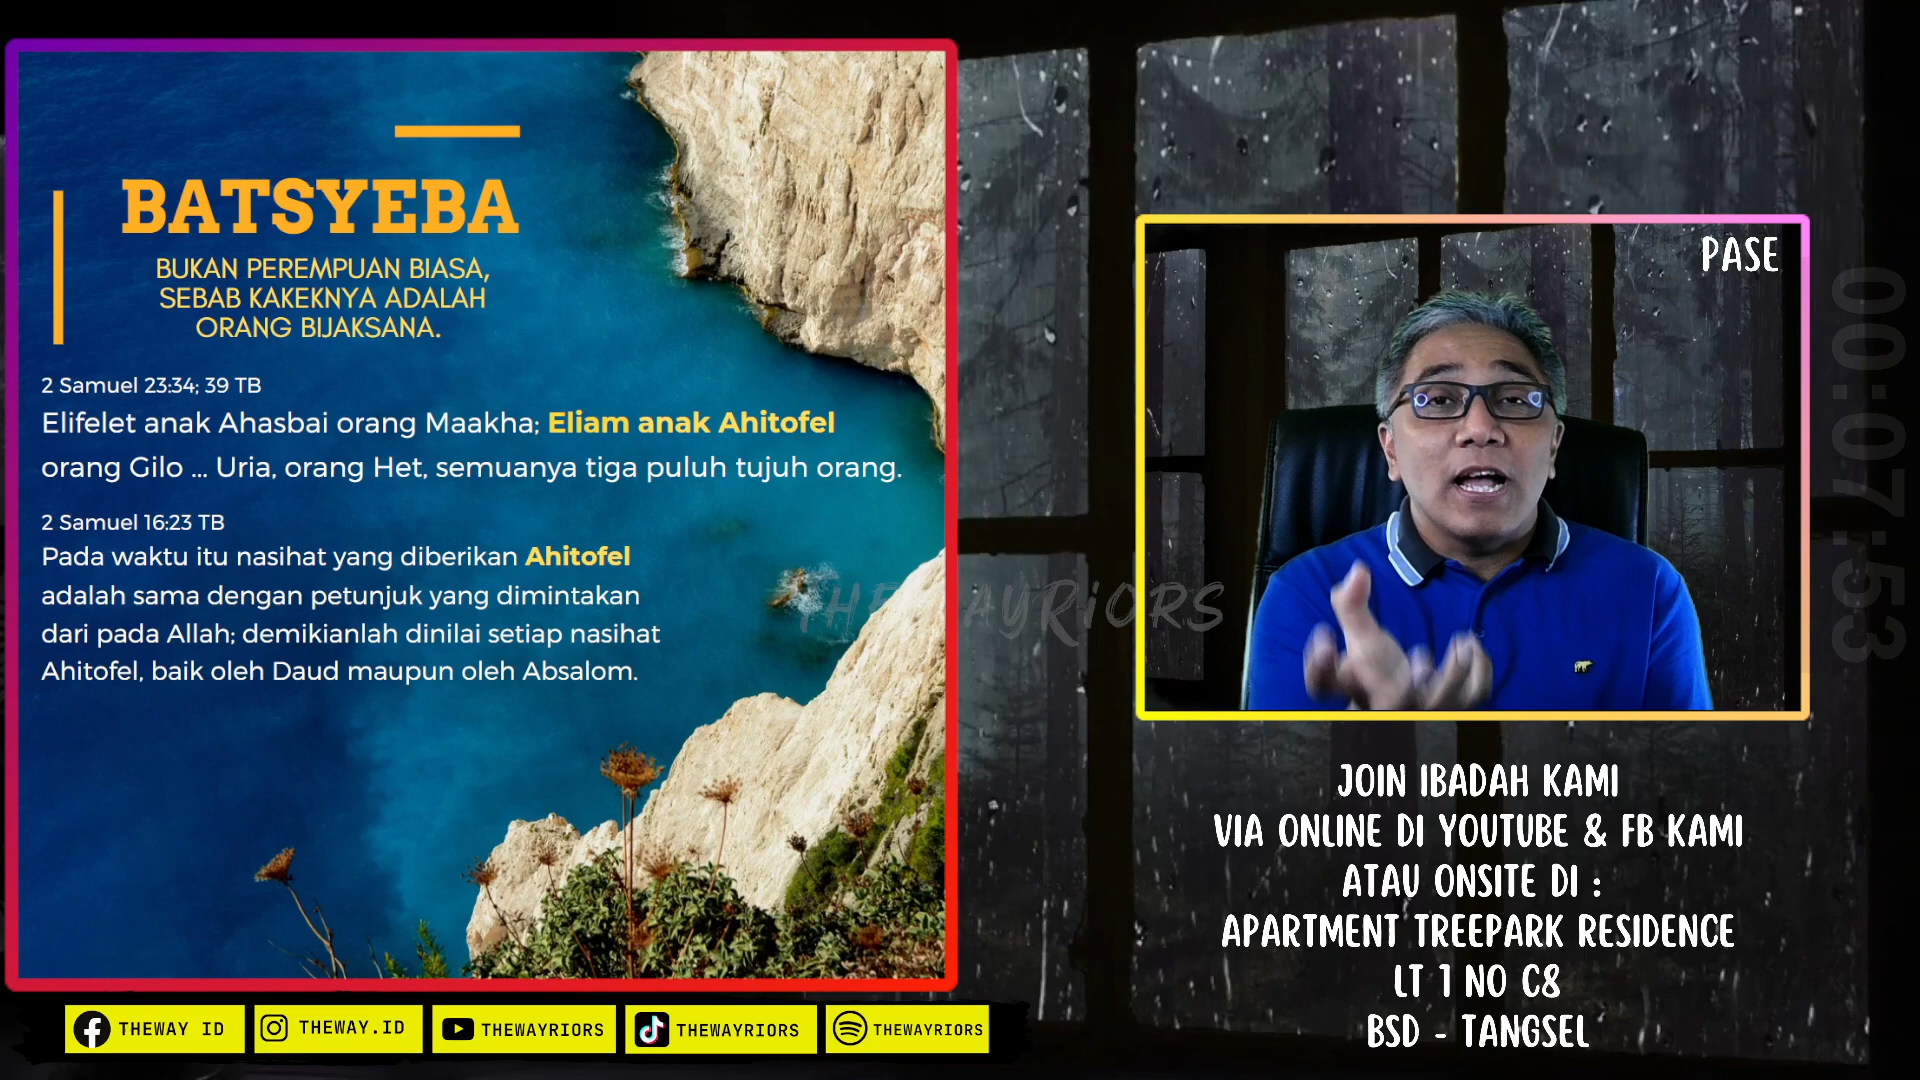 BATSYEBA
BUKAN PEREMPUAN BIASA,
SEBAB KAKEKNYA ADALAH
ORANG BIJAKSANA.
2 Samuel 23:34; 39 TB
Elifelet anak Ahasbai orang Maakha; Eliam anak Ahitofel
orang Gilo ... Uria, orang Het, semuanya tiga puluh tujuh orang.
2 Samuel 16:23 TB
Pada waktu itu nasihat yang diberikan Ahitofel
adalah sama dengan petunjuk yang dimintakan
dari pada Allah; demikianlah dinilai setiap nasihat
Ahitofel, baik oleh Daud maupun oleh Absalom.
THEWAYRIORS
PASE
00:07:53
JOIN IBADAH KAMI
VIA ONLINE DI YOUTUBE & FB KAMI
ATAU ONSITE DI :
APARTMENT TREEPARK RESIDENCE
LT 1 NO C8
BSD - TANGSEL
THEWAY ID
THEWAY.ID
THEWAYRIORS
THEWAYRIORS
THEWAYRIORS